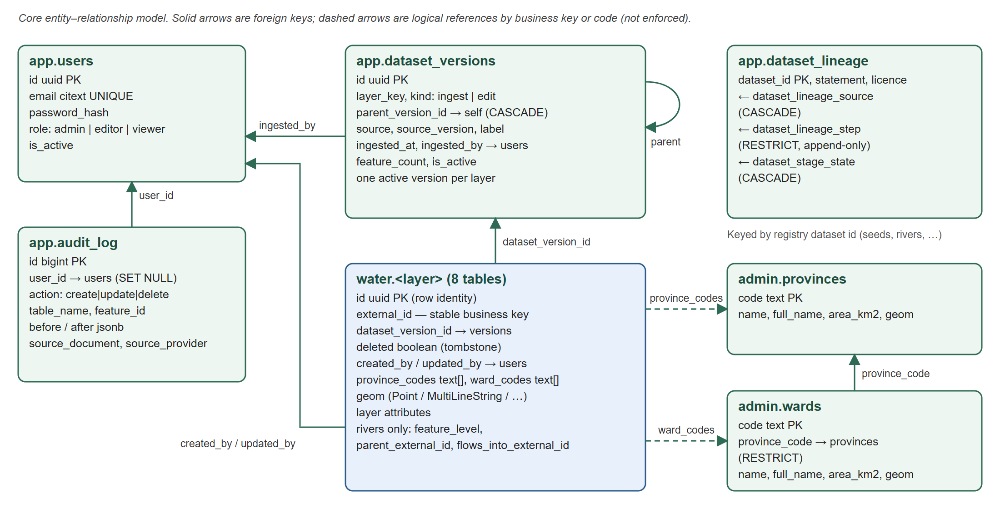 Core entity–relationship model. Solid arrows are foreign keys; dashed arrows are logical references by business key or code (not enforced).
app.users
id uuid PK
email citext UNIQUE
password_hash
role: admin | editor | viewer
is_active
ingested_by
app.dataset_versions
id uuid PK
layer_key, kind: ingest | edit
parent_version_id → self (CASCADE)
source, source_version, label
ingested_at, ingested_by → users
feature_count, is_active
one active version per layer
parent
app.dataset_lineage
dataset_id PK, statement, licence
← dataset_lineage_source
(CASCADE)
← dataset_lineage_step
(RESTRICT, append-only)
← dataset_stage_state
(CASCADE)
Keyed by registry dataset id (seeds, rivers, …)
user_id
app.audit_log
id bigint PK
user_id → users (SET NULL)
action: create|update|delete
table_name, feature_id
before / after jsonb
source_document, source_provider
dataset_version_id
created_by / updated_by
water.<layer> (8 tables)
id uuid PK (row identity)
external_id — stable business key
dataset_version_id → versions
deleted boolean (tombstone)
created_by / updated_by → users
province_codes text[], ward_codes text[]
geom (Point / MultiLineString / …)
layer attributes
rivers only: feature_level,
parent_external_id, flows_into_external_id
province_codes
ward_codes
admin.provinces
code text PK
name, full_name, area_km2, geom
province_code
admin.wards
code text PK
province_code → provinces
(RESTRICT)
name, full_name, area_km2, geom